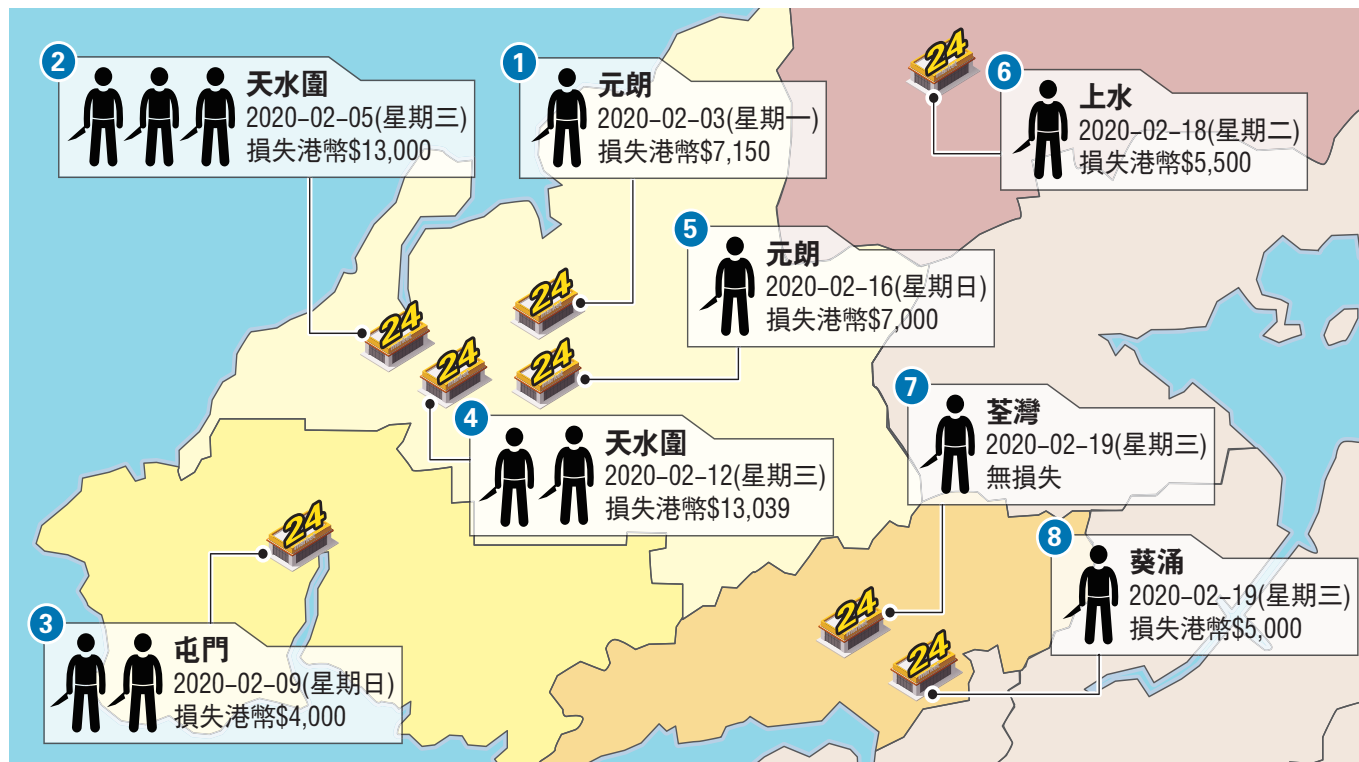 1
元朗
2020-02-03(星期一)
損失港幣$7,150
2
天水圍
2020-02-05(星期三)
損失港幣$13,000
3
屯門
2020-02-09(星期日)
損失港幣$4,000
4
天水圍
2020-02-12(星期三)
損失港幣$13,039
5
元朗
2020-02-16(星期日)
損失港幣$7,000
6
上水
2020-02-18(星期二)
損失港幣$5,500
7
荃灣
2020-02-19(星期三)
無損失
8
葵涌
2020-02-19(星期三)
損失港幣$5,000
24
24
24
24
24
24
24
24